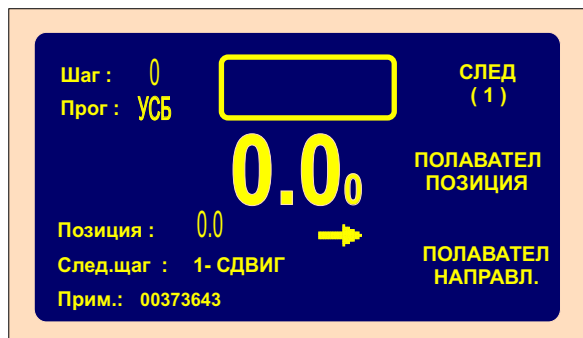 Шаг : 0
Прог : УСБ
СЛЕД
( 1 )
0.00
ПОЛАВАТЕЛ
ПОЗИЦИЯ
Позиция : 0.0
След.щаг : 1- СДВИГ
Прим.: 00373643
ПОЛАВАТЕЛ
НАПРАВЛ.